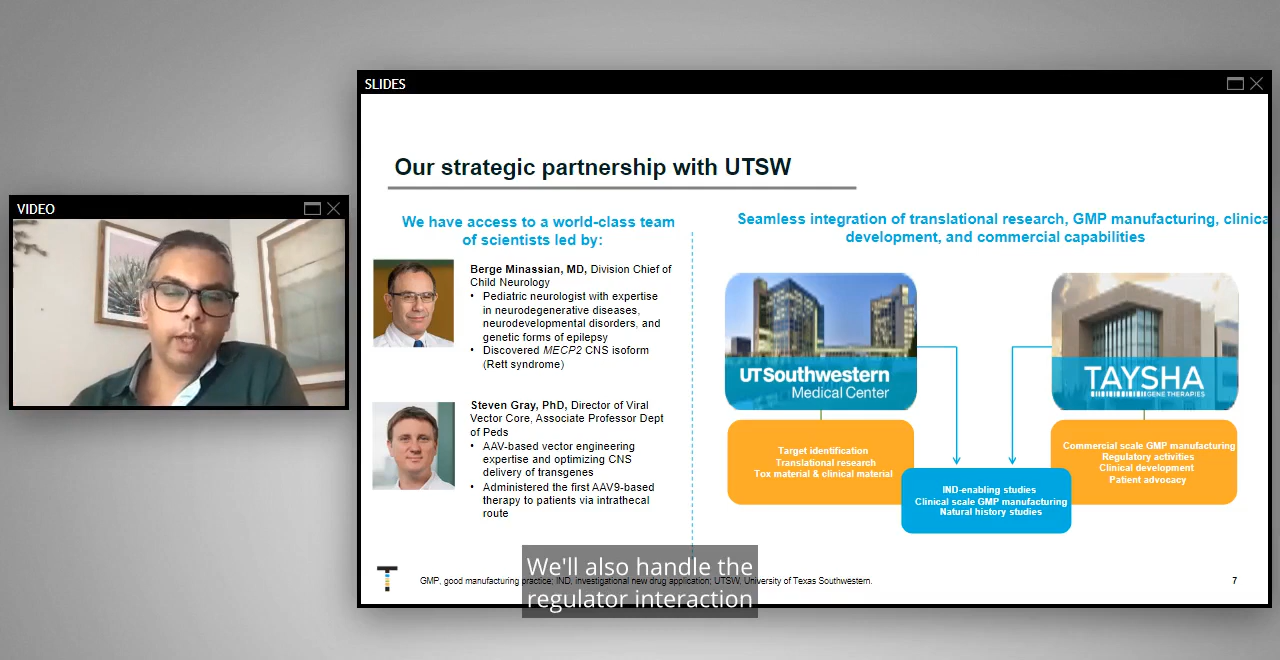 SLIDES
VIDEO
Our strategic partnership with UTSW
We have access to a world-class team
of scientists led by:
Berge Minassian, MD, Division Chief of
Child Neurology
• Pediatric neurologist with expertise
in neurodegenerative diseases,
neurodevelopmental disorders, and
genetic forms of epilepsy
• Discovered MECP2 CNS isoform
(Rett syndrome)
Steven Gray, PhD, Director of Viral
Vector Core, Associate Professor Dept
of Peds
• AAV-based vector engineering
expertise and optimizing CNS
delivery of transgenes
• Administered the first AAV9-based
therapy to patients via intrathecal
route
Seamless integration of translational research, GMP manufacturing, clinica
development, and commercial capabilities
UTSouthwestern
Medical Center
TAYSHA
GENE THERAPIES
Target identification
Translational research
Tox material & clinical material
Commercial scale GMP manufacturing
Regulatory activities
Clinical development
Patient advocacy
IND-enabling studies
Clinical scale GMP manufacturing
Natural history studies
We'll also handle the
regulator interaction
GMP, good manufacturing practice; IND, investigational new drug application; UTSW, University of Texas Southwestern.
7